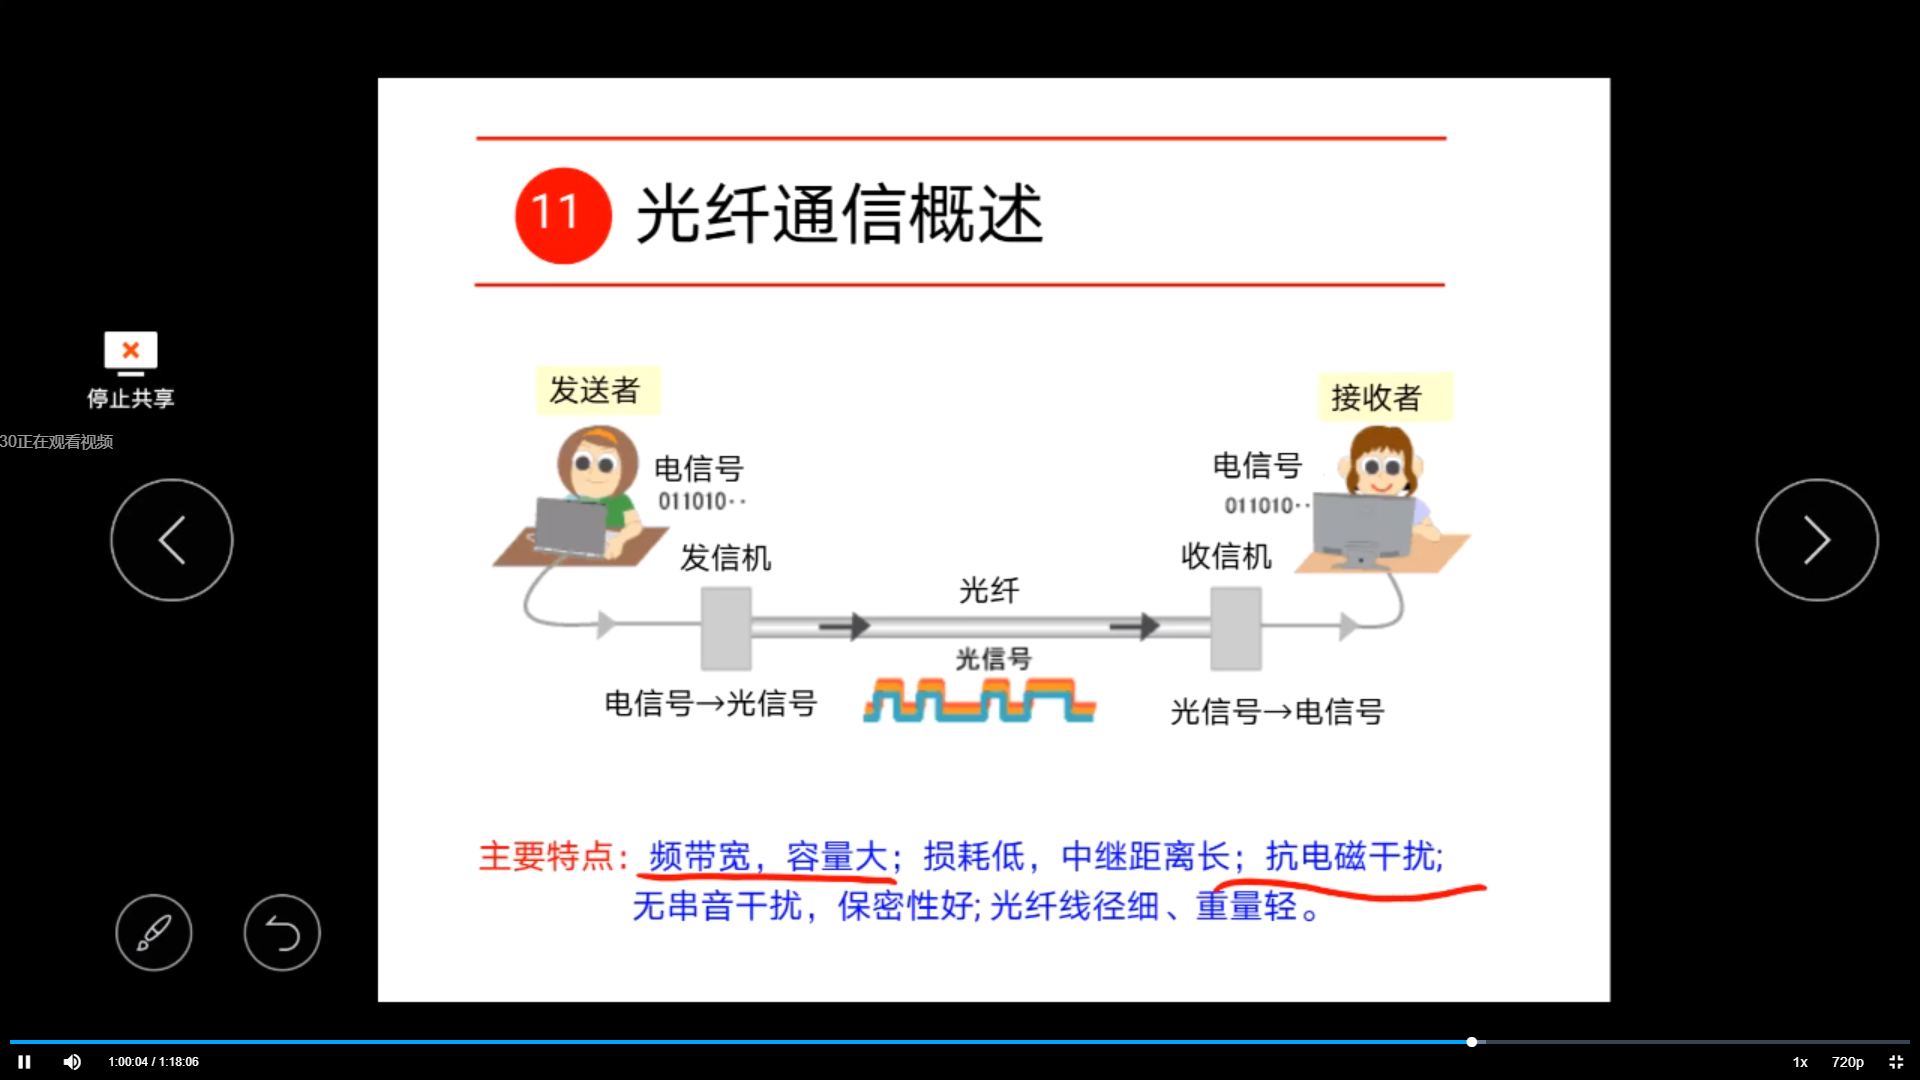 11 光纤通信概述
停止共享
30正在观看视频
发送者
接收者
电信号
011010··
电信号
011010··
发信机
收信机
光纤
光信号
电信号→光信号
光信号→电信号
主要特点：频带宽，容量大；损耗低，中继距离长；抗电磁干扰;
无串音干扰，保密性好; 光纤线径细、重量轻。
1:00:04 / 1:18:06
1x
720p